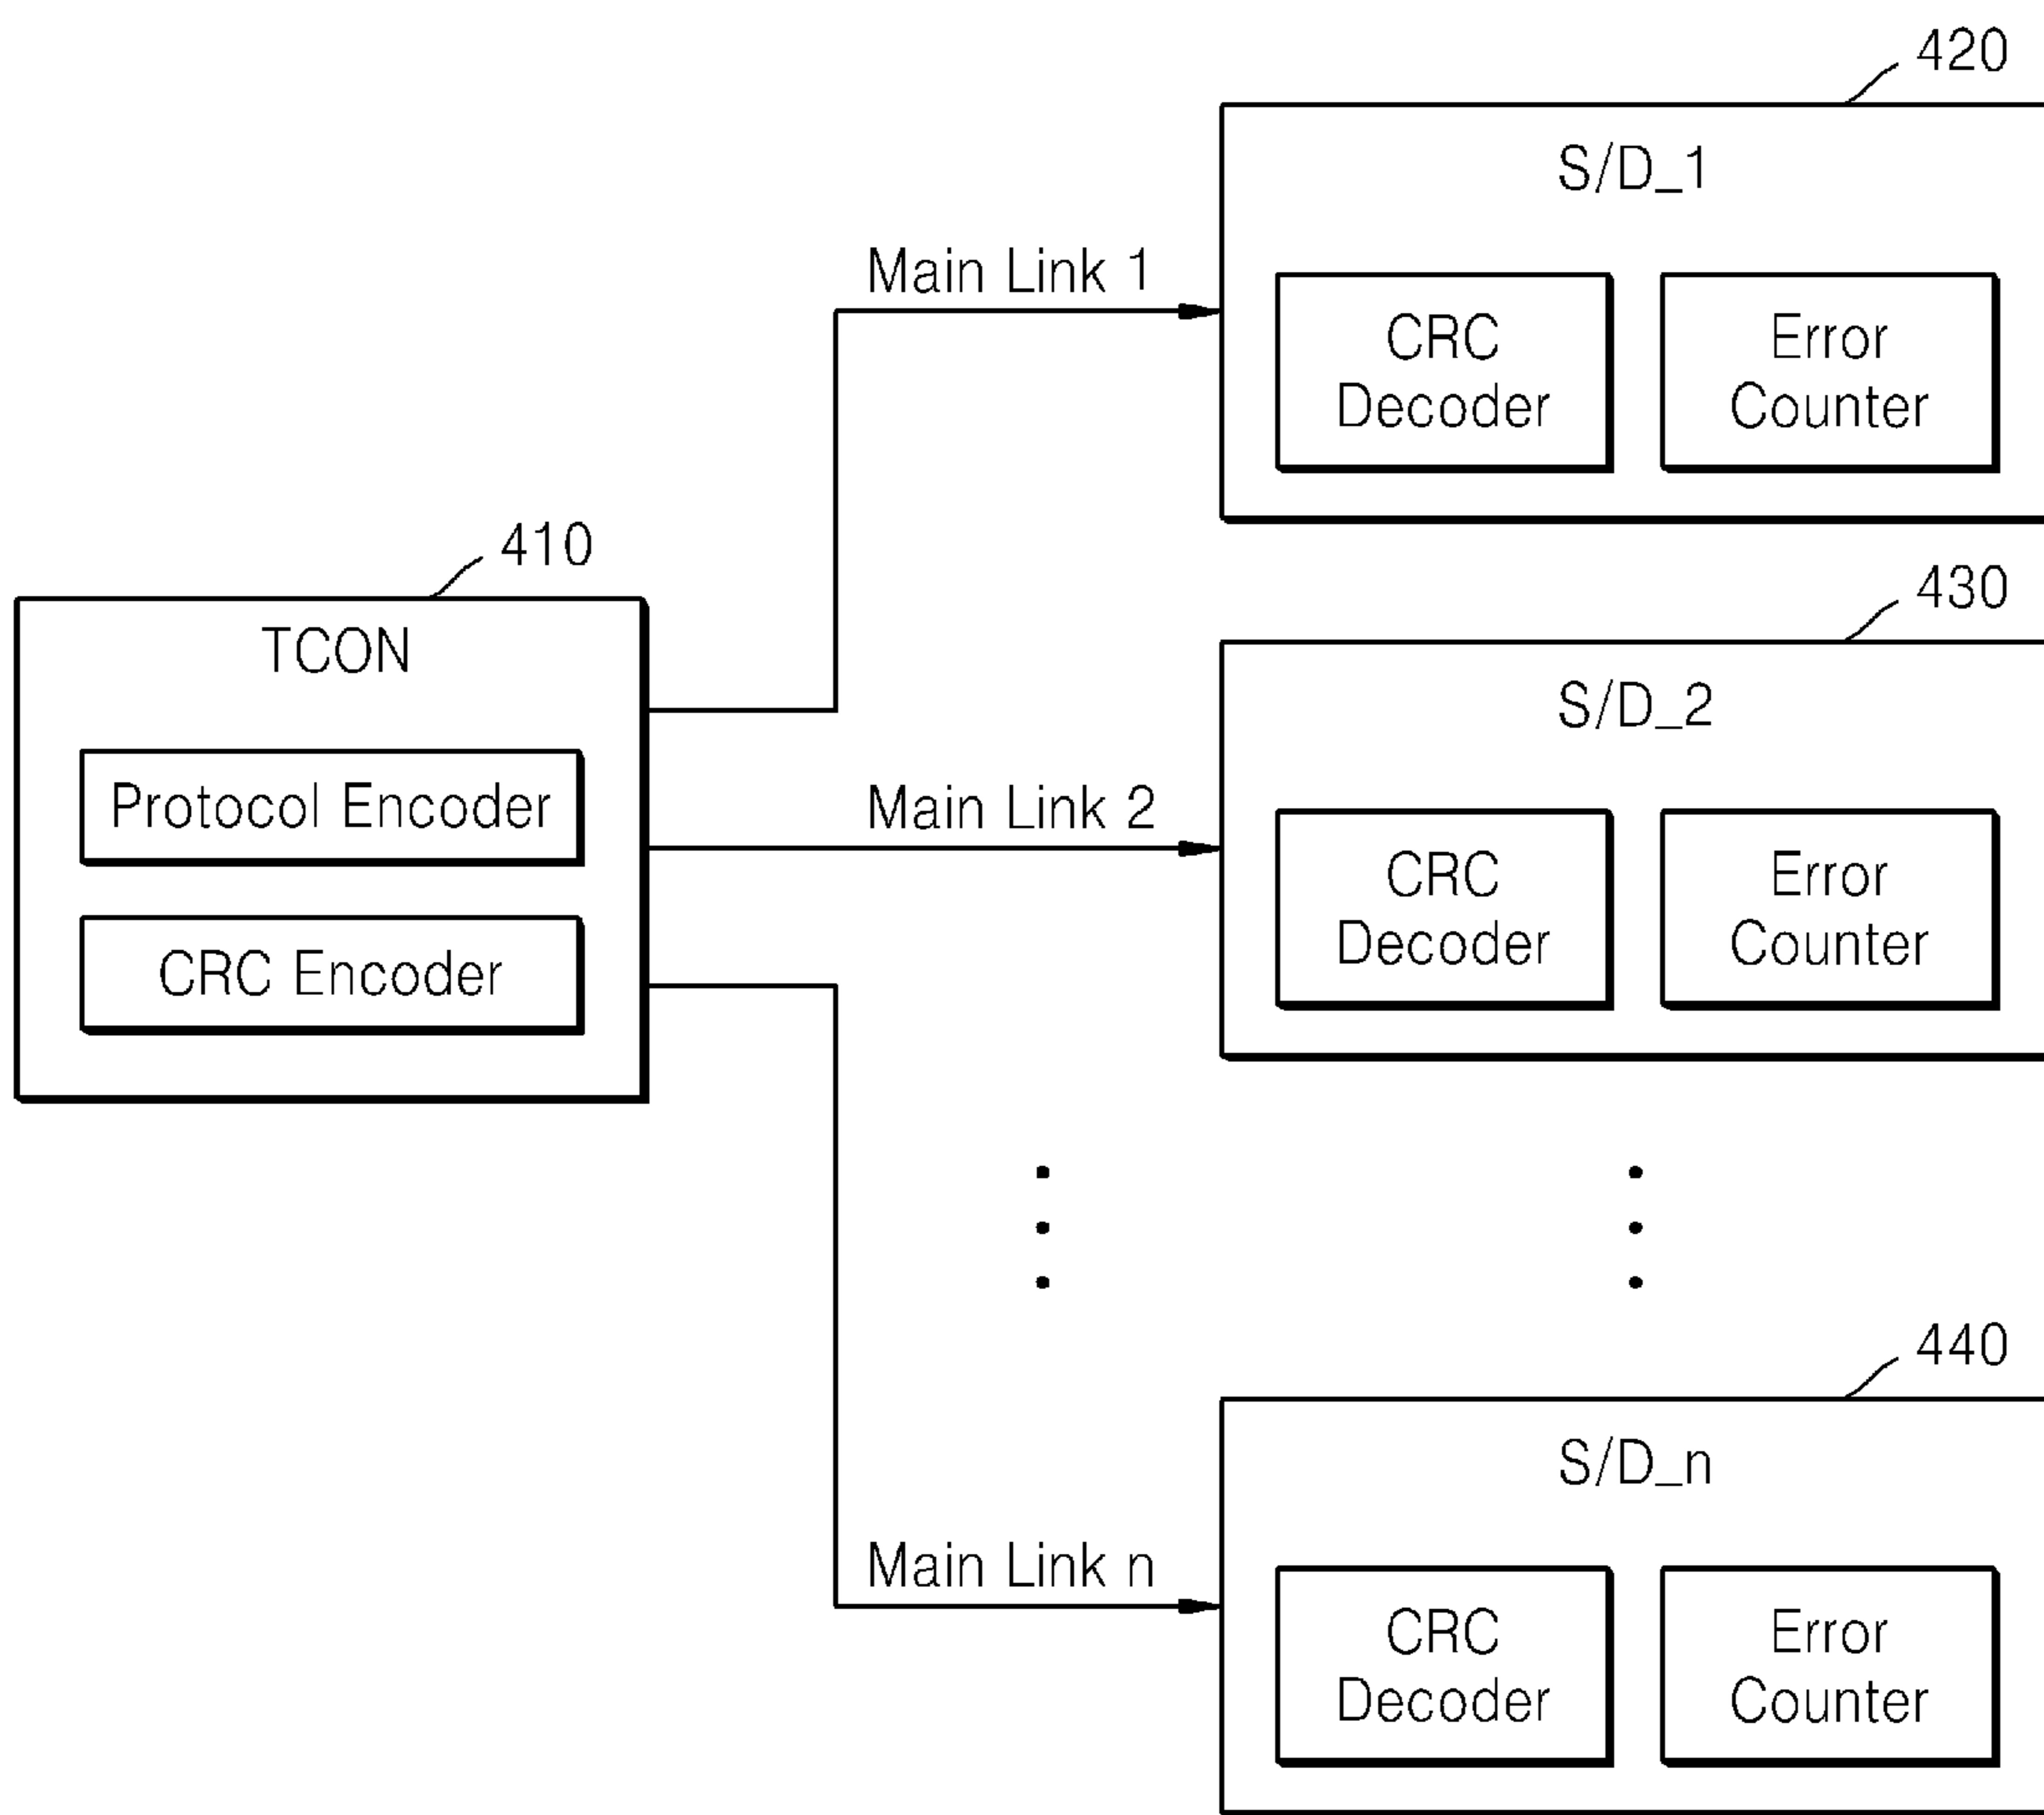 420
S/D_1
Main Link 1
CRC
Decoder
Error
Counter
410
TCON
Protocol Encoder
CRC Encoder
430
S/D_2
Main Link 2
CRC
Decoder
Error
Counter
440
S/D_n
Main Link n
CRC
Decoder
Error
Counter